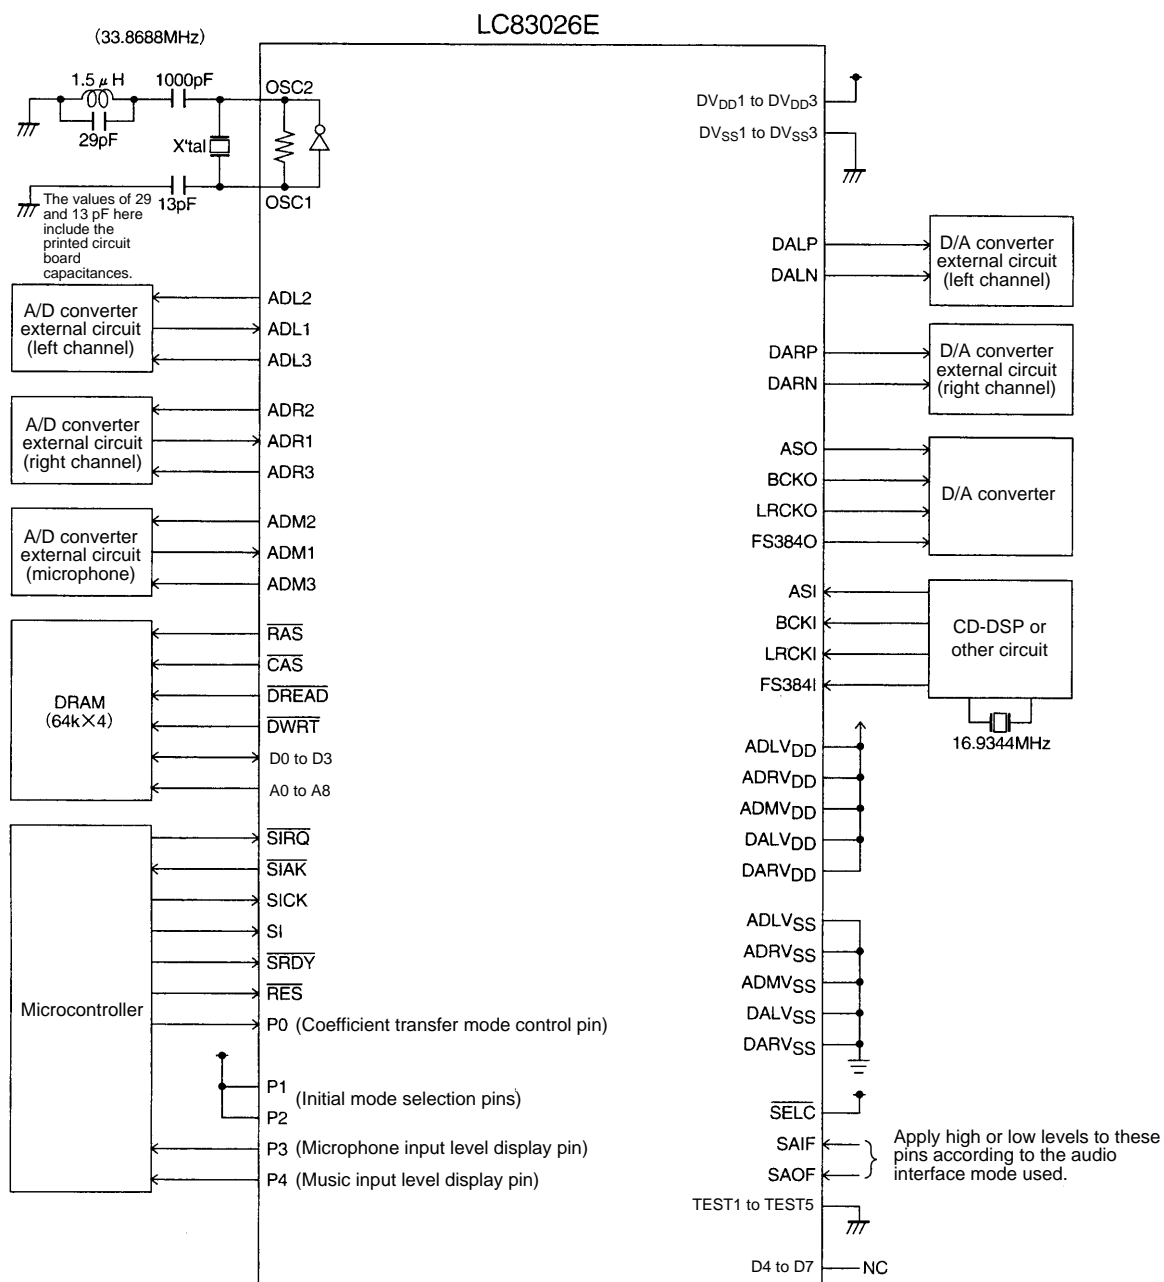 LC83026E
(33.8688MHz)
1.5μH
1000pF
OSC2
29pF
X'tal
13pF
OSC1
The values of 29
and 13 pF here
include the
printed circuit
board
capacitances.
A/D converter
external circuit
(left channel)
ADL2
ADL1
ADL3
A/D converter
external circuit
(right channel)
ADR2
ADR1
ADR3
A/D converter
external circuit
(microphone)
ADM2
ADM1
ADM3
DRAM
(64k×4)
RAS
CAS
DREAD
DWRT
D0 to D3
A0 to A8
Microcontroller
SIRQ
SIAK
SICK
SI
SRDY
RES
P0 (Coefficient transfer mode control pin)
P1
(Initial mode selection pins)
P2
P3 (Microphone input level display pin)
P4 (Music input level display pin)
DVDD1 to DVDD3
DVSS1 to DVSS3
DALP
DALN
D/A converter
external circuit
(left channel)
DARP
DARN
D/A converter
external circuit
(right channel)
ASO
BCKO
LRCKO
FS384O
D/A converter
ASI
BCKI
LRCKI
FS384I
CD-DSP or
other circuit
16.9344MHz
ADLVDD
ADRVDD
ADMVDD
DALVDD
DARVDD
ADLVSS
ADRVSS
ADMVSS
DALVSS
DARVSS
SELC
SAIF
SAOF
Apply high or low levels to these
pins according to the audio
interface mode used.
TEST1 to TEST5
D4 to D7
NC